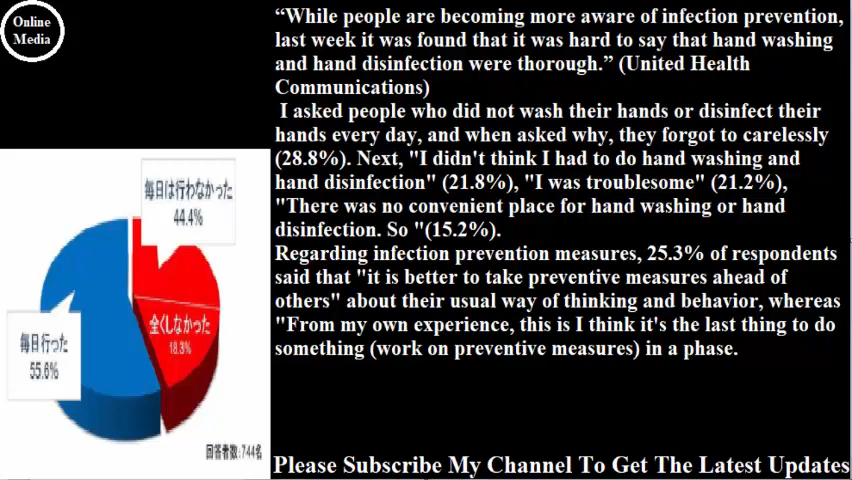 Online
Media
“While people are becoming more aware of infection prevention,
last week it was found that it was hard to say that hand washing
and hand disinfection were thorough.” (United Health
Communications)
I asked people who did not wash their hands or disinfect their
hands every day, and when asked why, they forgot to carelessly
(28.8%). Next, "I didn't think I had to do hand washing and
hand disinfection" (21.8%), "I was troublesome" (21.2%),
"There was no convenient place for hand washing or hand
disinfection. So "(15.2%).
Regarding infection prevention measures, 25.3% of respondents
said that "it is better to take preventive measures ahead of
others" about their usual way of thinking and behavior, whereas
"From my own experience, this is I think it's the last thing to do
something (work on preventive measures) in a phase.
毎日は行わなかった
44.4%
全くしなかった
18.3%
毎日行った
55.6%
回答者数:744名
Please Subscribe My Channel To Get The Latest Updates